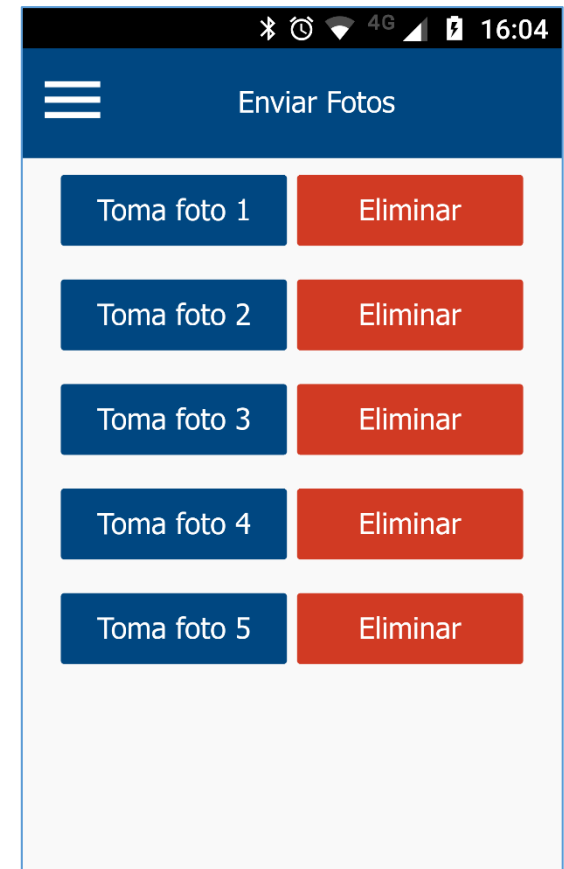 4G 16:04
Enviar Fotos
Toma foto 1 Eliminar
Toma foto 2 Eliminar
Toma foto 3 Eliminar
Toma foto 4 Eliminar
Toma foto 5 Eliminar